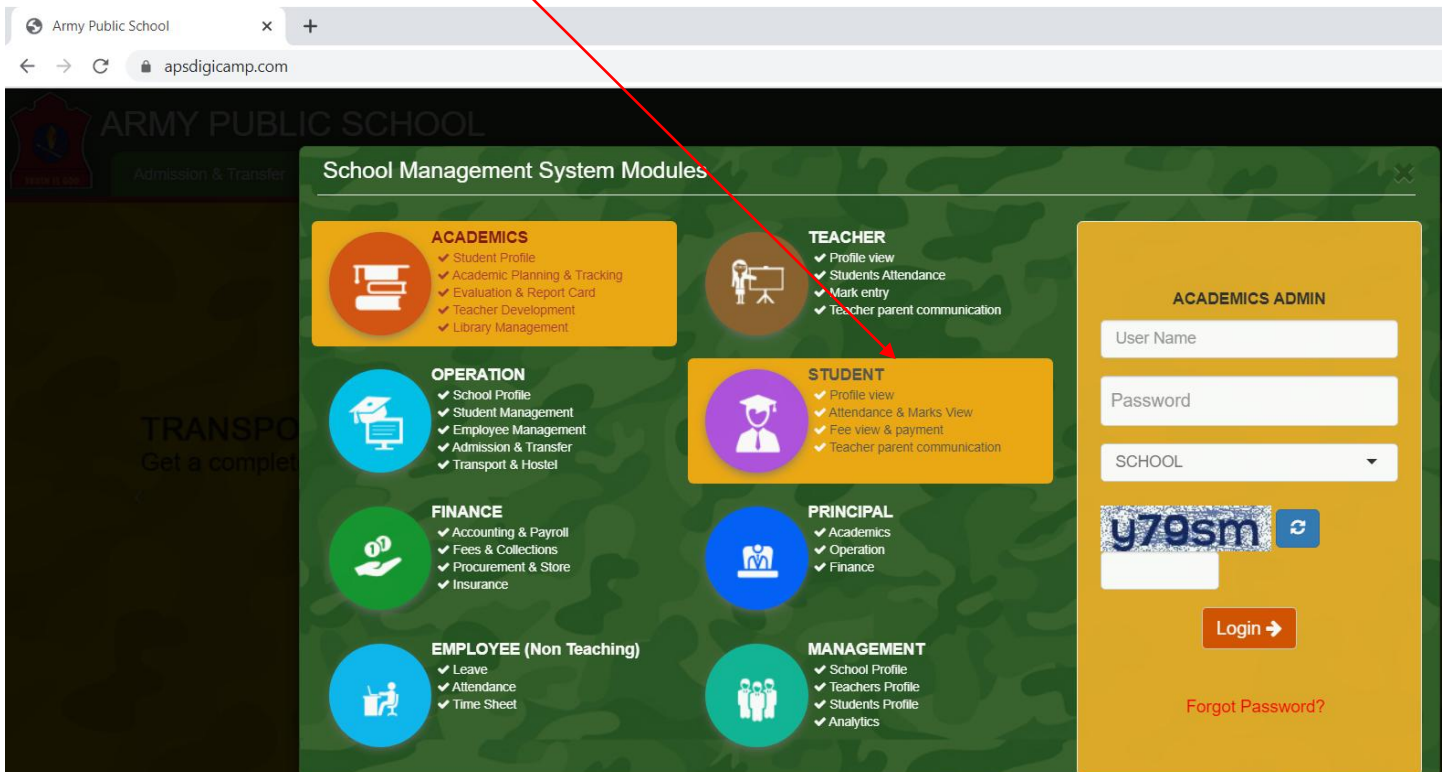 Army Public School
apsdigicamp.com
ARMY PUBLIC SCHOOL
Admission & Transfer
School Management System Modules
ACADEMICS
Student Profile
Academic Planning & Tracking
Evaluation & Report Card
Teacher Development
Library Management
TEACHER
Profile view
Students Attendance
Mark entry
Teacher parent communication
OPERATION
School Profile
Student Management
Employee Management
Admission & Transfer
Transport & Hostel
STUDENT
Profile view
Attendance & Marks View
Fee view & payment
Teacher parent communication
FINANCE
Accounting & Payroll
Fees & Collections
Procurement & Store
Insurance
PRINCIPAL
Academics
Operation
Finance
EMPLOYEE (Non Teaching)
Leave
Attendance
Time Sheet
MANAGEMENT
School Profile
Teachers Profile
Students Profile
Analytics
ACADEMICS ADMIN
User Name
Password
SCHOOL
y79sm
Login
Forgot Password?
TRANSPO
Get a complet